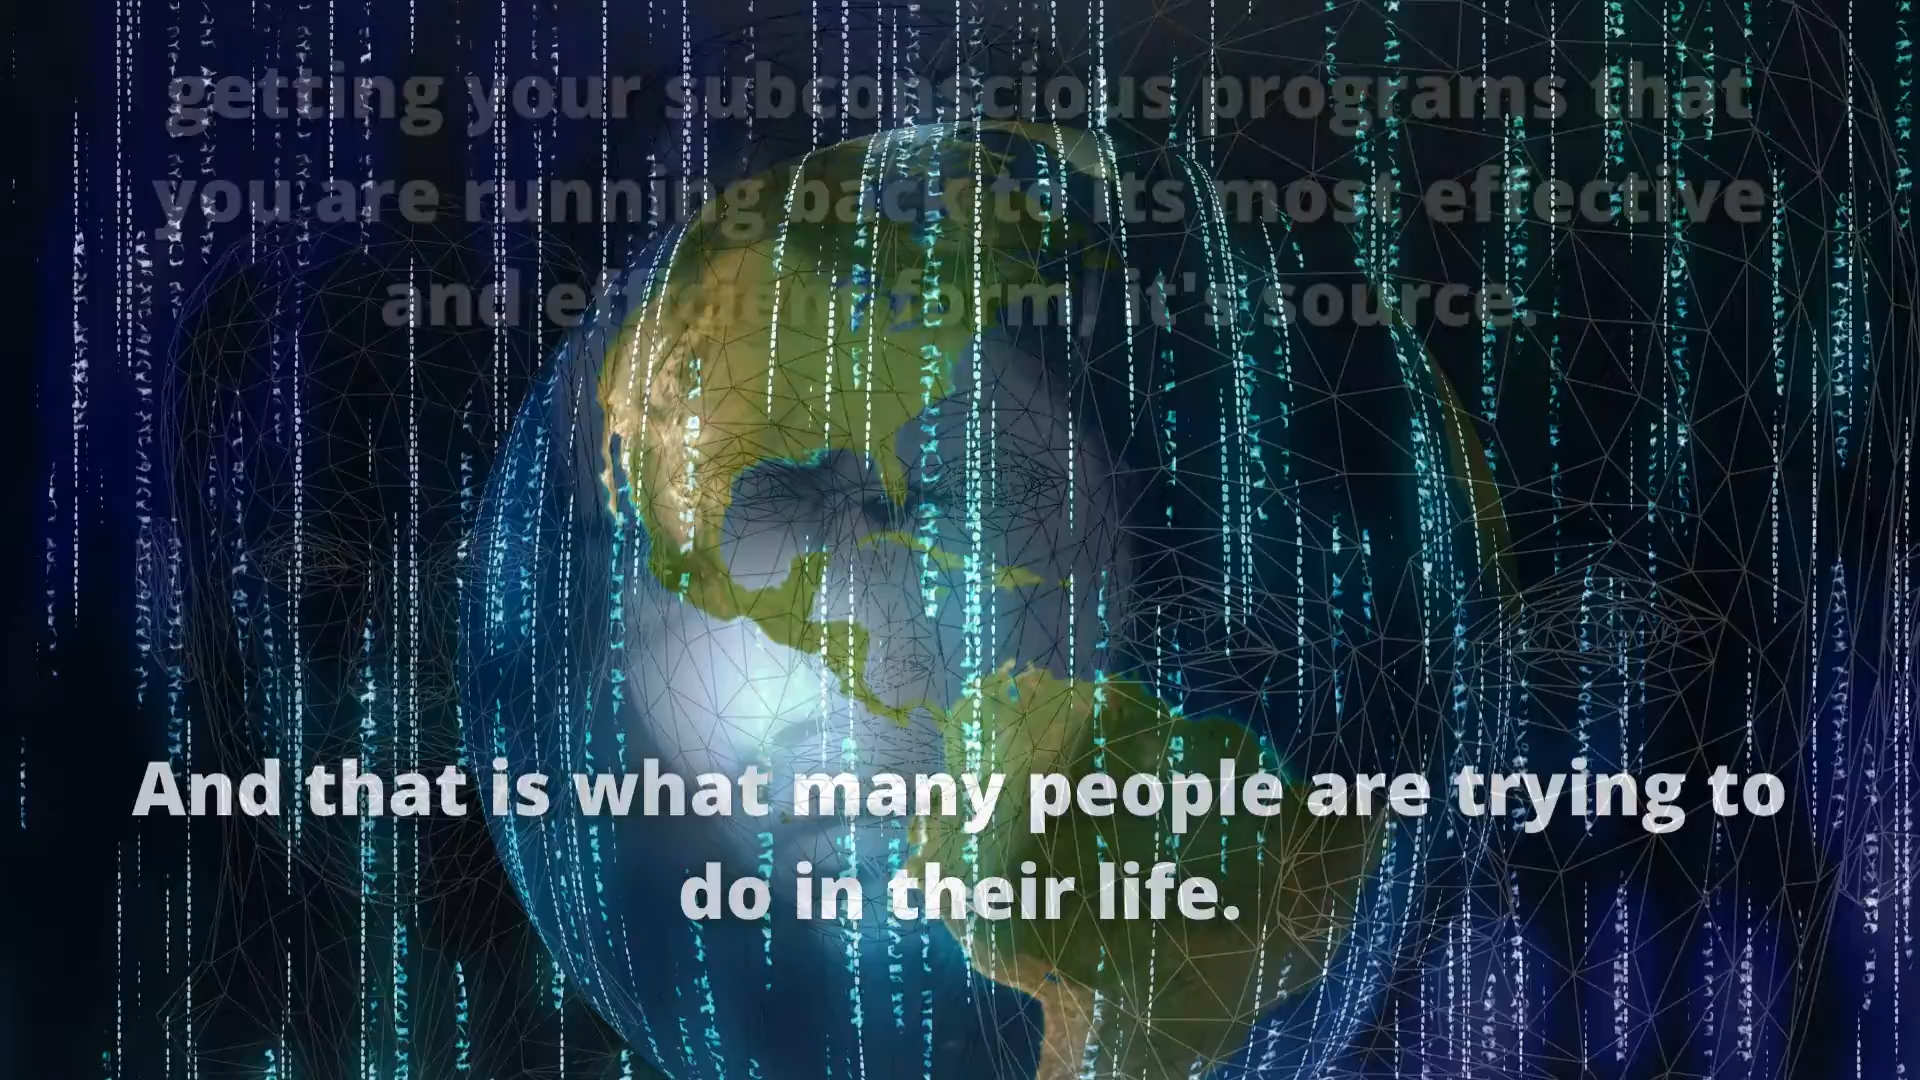 getting your subconscious programs that
you are running back to its most effective
and efficient form, it's source.
And that is what many people are trying to
do in their life.